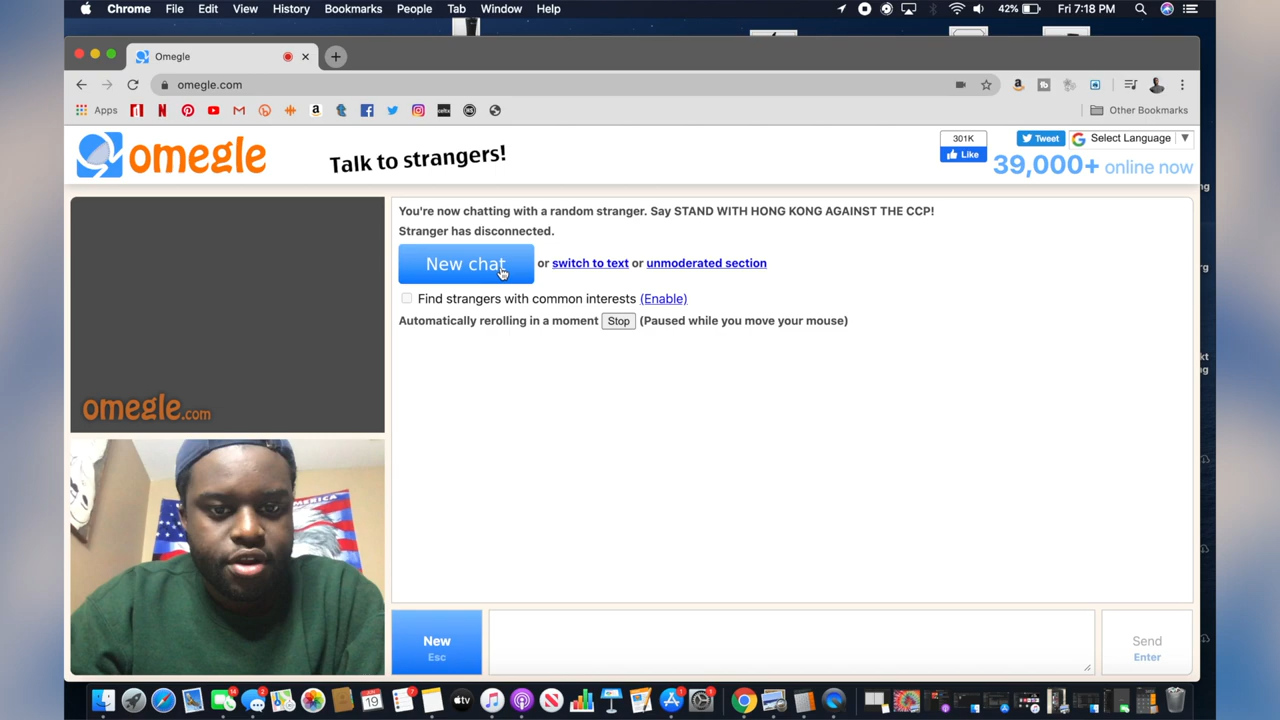 Chrome File Edit View History Bookmarks People Tab Window Help 42% Fri 7:18 PM
Omegle
omegle.com
Apps Other Bookmarks
omegle Talk to strangers! 301K Like Tweet Select Language
39,000+ online now
You're now chatting with a random stranger. Say STAND WITH HONG KONG AGAINST THE CCP!
Stranger has disconnected.
New chat or switch to text or unmoderated section
Find strangers with common interests (Enable)
Automatically rerolling in a moment Stop (Paused while you move your mouse)
omegle.com
New
Esc
Send
Enter